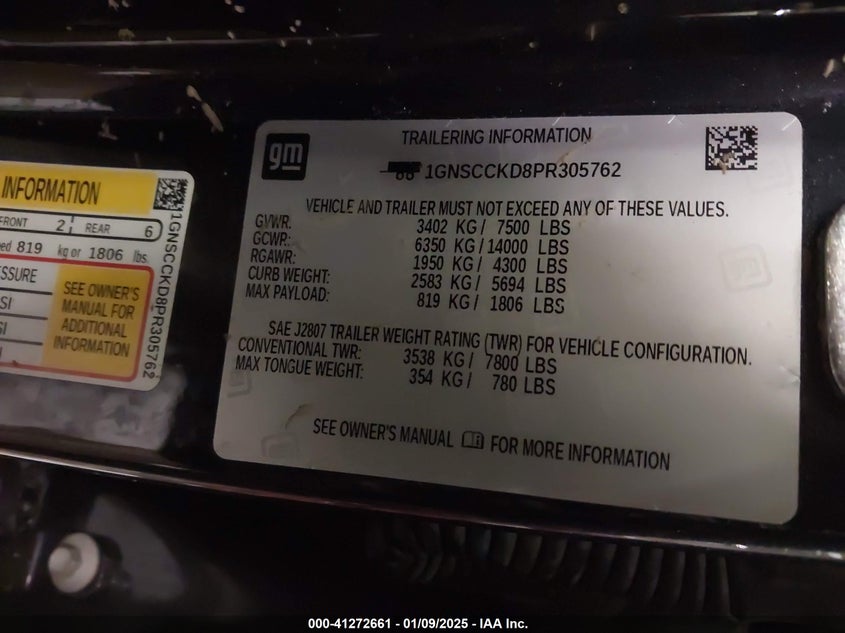 INFORMATION
FRONT 2 REAR 6
ed 819 kg or 1806 lbs.
SSURE
SI
SI
SEE OWNER'S
MANUAL FOR
ADDITIONAL
INFORMATION
1GNSCCKD8PR305762
gm
TRAILERING INFORMATION
1GNSCCKD8PR305762
VEHICLE AND TRAILER MUST NOT EXCEED ANY OF THESE VALUES.
GVWR: 3402 KG / 7500 LBS
GCWR: 6350 KG / 14000 LBS
RGAWR: 1950 KG / 4300 LBS
CURB WEIGHT: 2583 KG / 5694 LBS
MAX PAYLOAD: 819 KG / 1806 LBS
SAE J2807 TRAILER WEIGHT RATING (TWR) FOR VEHICLE CONFIGURATION.
CONVENTIONAL TWR: 3538 KG / 7800 LBS
MAX TONGUE WEIGHT: 354 KG / 780 LBS
SEE OWNER'S MANUAL FOR MORE INFORMATION
000-41272661 - 01/09/2025 - IAA Inc.